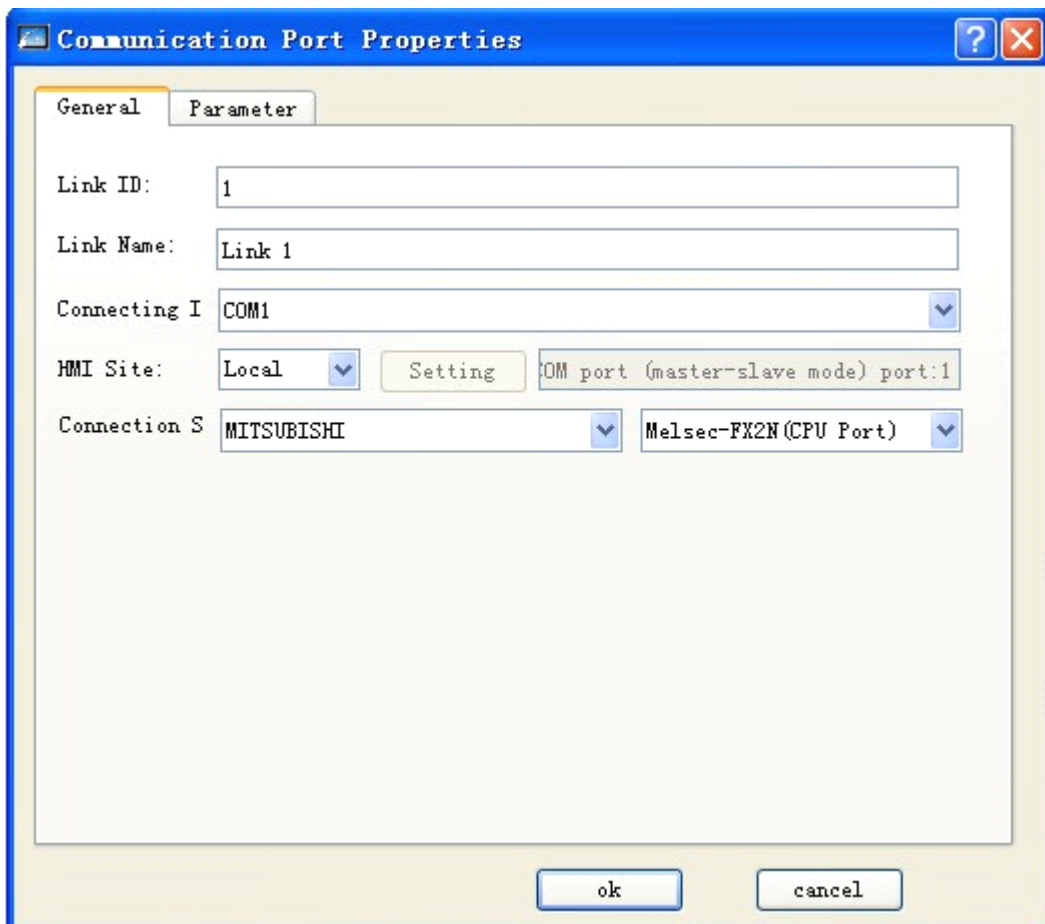 Communication Port Properties
General Parameter
Link ID: 1
Link Name: Link 1
Connecting I COM1
HMI Site: Local Setting OM port (master-slave mode) port:1
Connection S MITSUBISHI Melsec-FX2N(CPU Port)
ok cancel